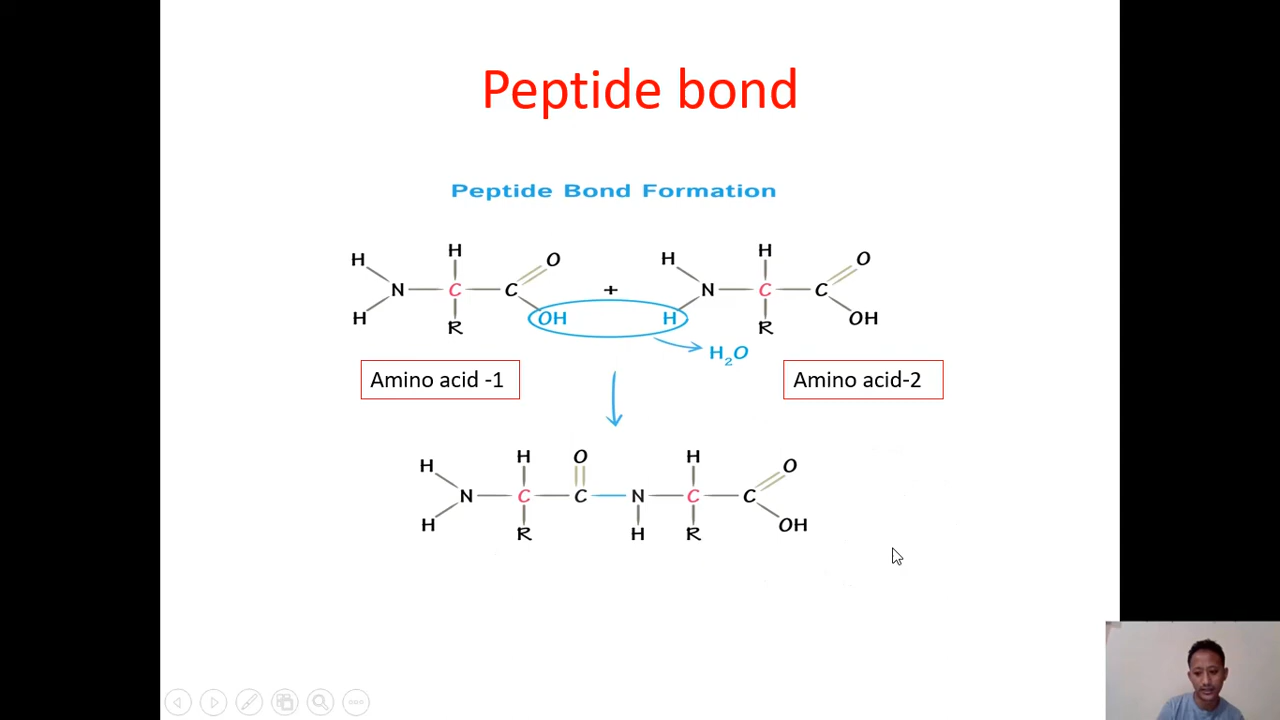 Peptide bond
Peptide Bond Formation
H H O H H O
N C C + N C C
H R OH H R OH
H₂O
Amino acid -1 Amino acid-2
H H O H O
N C C N C C
H R H R OH